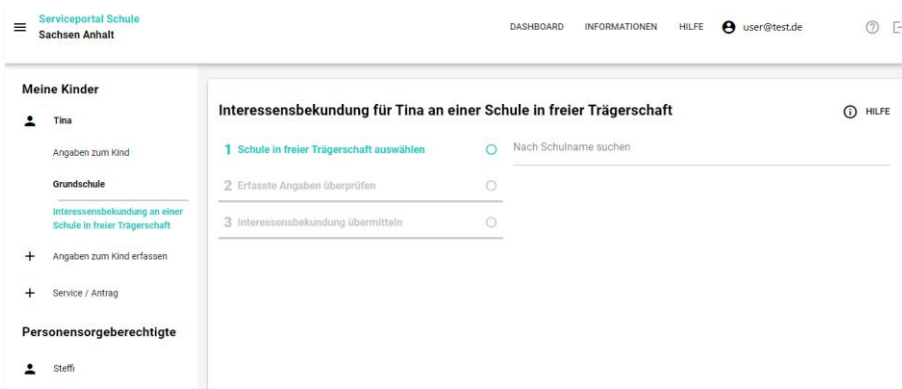 Serviceportal Schule
Sachsen Anhalt
DASHBOARD INFORMATIONEN HILFE user@test.de
Meine Kinder
Tina
Angaben zum Kind
Grundschule
Interessensbekundung an einer
Schule in freier Trägerschaft
Angaben zum Kind erfassen
Service / Antrag
Personensorgeberechtigte
Steffi
Interessensbekundung für Tina an einer Schule in freier Trägerschaft
HILFE
1 Schule in freier Trägerschaft auswählen
Nach Schulname suchen
2 Erfasste Angaben überprüfen
3 Interessensbekundung übermitteln